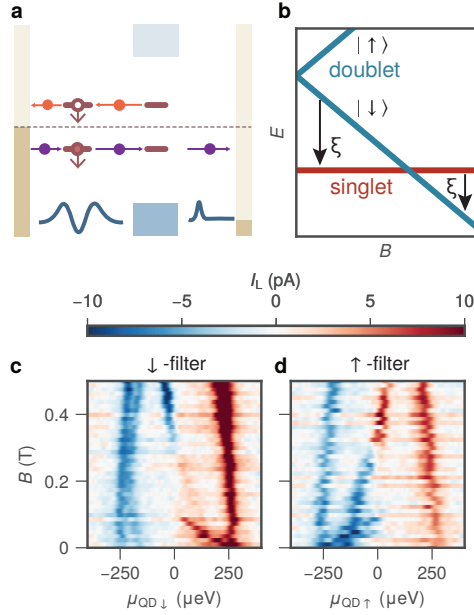 a
b
| ↑ ⟩
doublet
| ↓ ⟩
ξ
singlet
ξ
E
B
I_L (pA)
−10 −5 0 5 10
c ↓ -filter d ↑ -filter
0.4
0.2
0
B (T)
−250 0 250 −250 0 250
μ_QD↓ (μeV) μ_QD↑ (μeV)